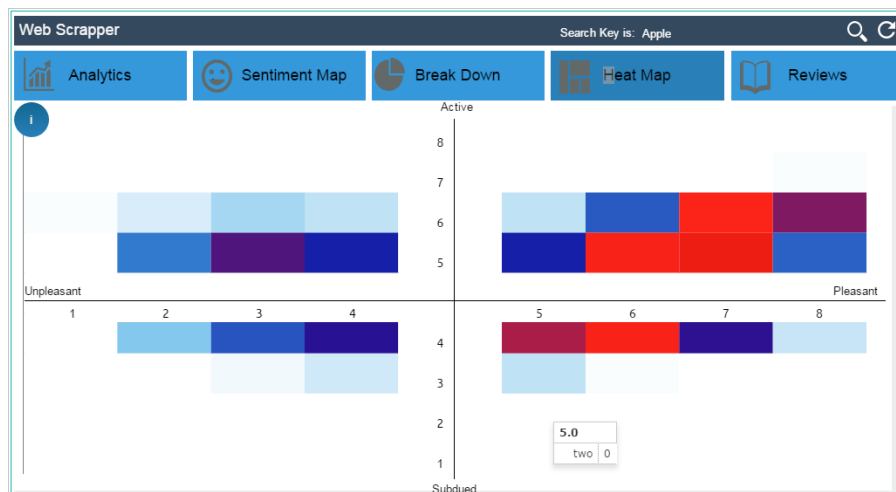 Web Scrapper
Search Key is: Apple
Analytics
Sentiment Map
Break Down
Heat Map
Reviews
i
Active
8
7
6
5
Unpleasant
Pleasant
1 2 3 4 5 6 7 8
4
3
2
5.0
two 0
1
Subdued